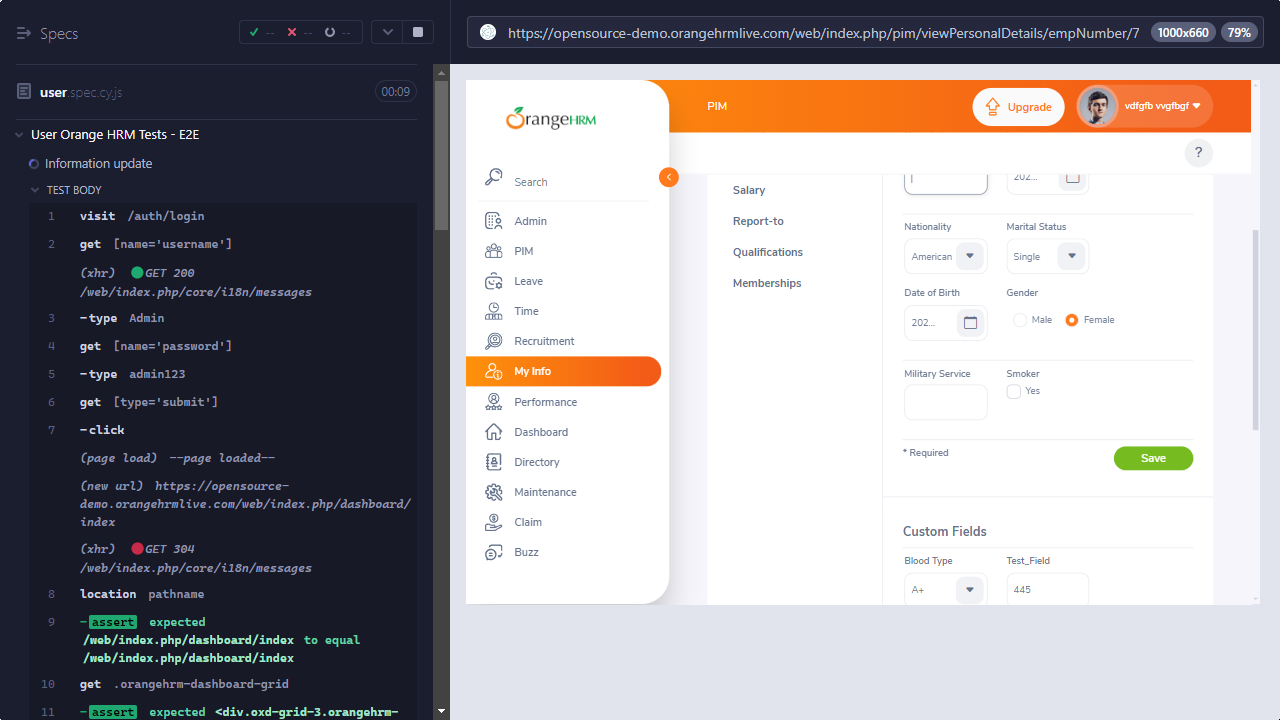 Specs
-- -- --
https://opensource-demo.orangehrmlive.com/web/index.php/pim/viewPersonalDetails/empNumber/7
1000x660
79%
user.spec.cy.js
00:09
User Orange HRM Tests - E2E
Information update
TEST BODY
1 visit /auth/login
2 get [name='username']
(xhr) GET 200
/web/index.php/core/i18n/messages
3 -type Admin
4 get [name='password']
5 -type admin123
6 get [type='submit']
7 -click
(page load) --page loaded--
(new url) https://opensource-
demo.orangehrmlive.com/web/index.php/dashboard/
index
(xhr) GET 304
/web/index.php/core/i18n/messages
8 location pathname
9 -assert expected
/web/index.php/dashboard/index to equal
/web/index.php/dashboard/index
10 get .orangehrm-dashboard-grid
11 -assert expected <div.oxd-grid-3.orangehrm-
OrangeHRM
Search
Admin
PIM
Leave
Time
Recruitment
My Info
Performance
Dashboard
Directory
Maintenance
Claim
Buzz
PIM
Upgrade
vdfgfb vvgfbgf
?
Salary
Report-to
Qualifications
Memberships
202...
Nationality
Marital Status
American
Single
Date of Birth
Gender
202...
Male
Female
Military Service
Smoker
Yes
* Required
Save
Custom Fields
Blood Type
Test_Field
A+
445